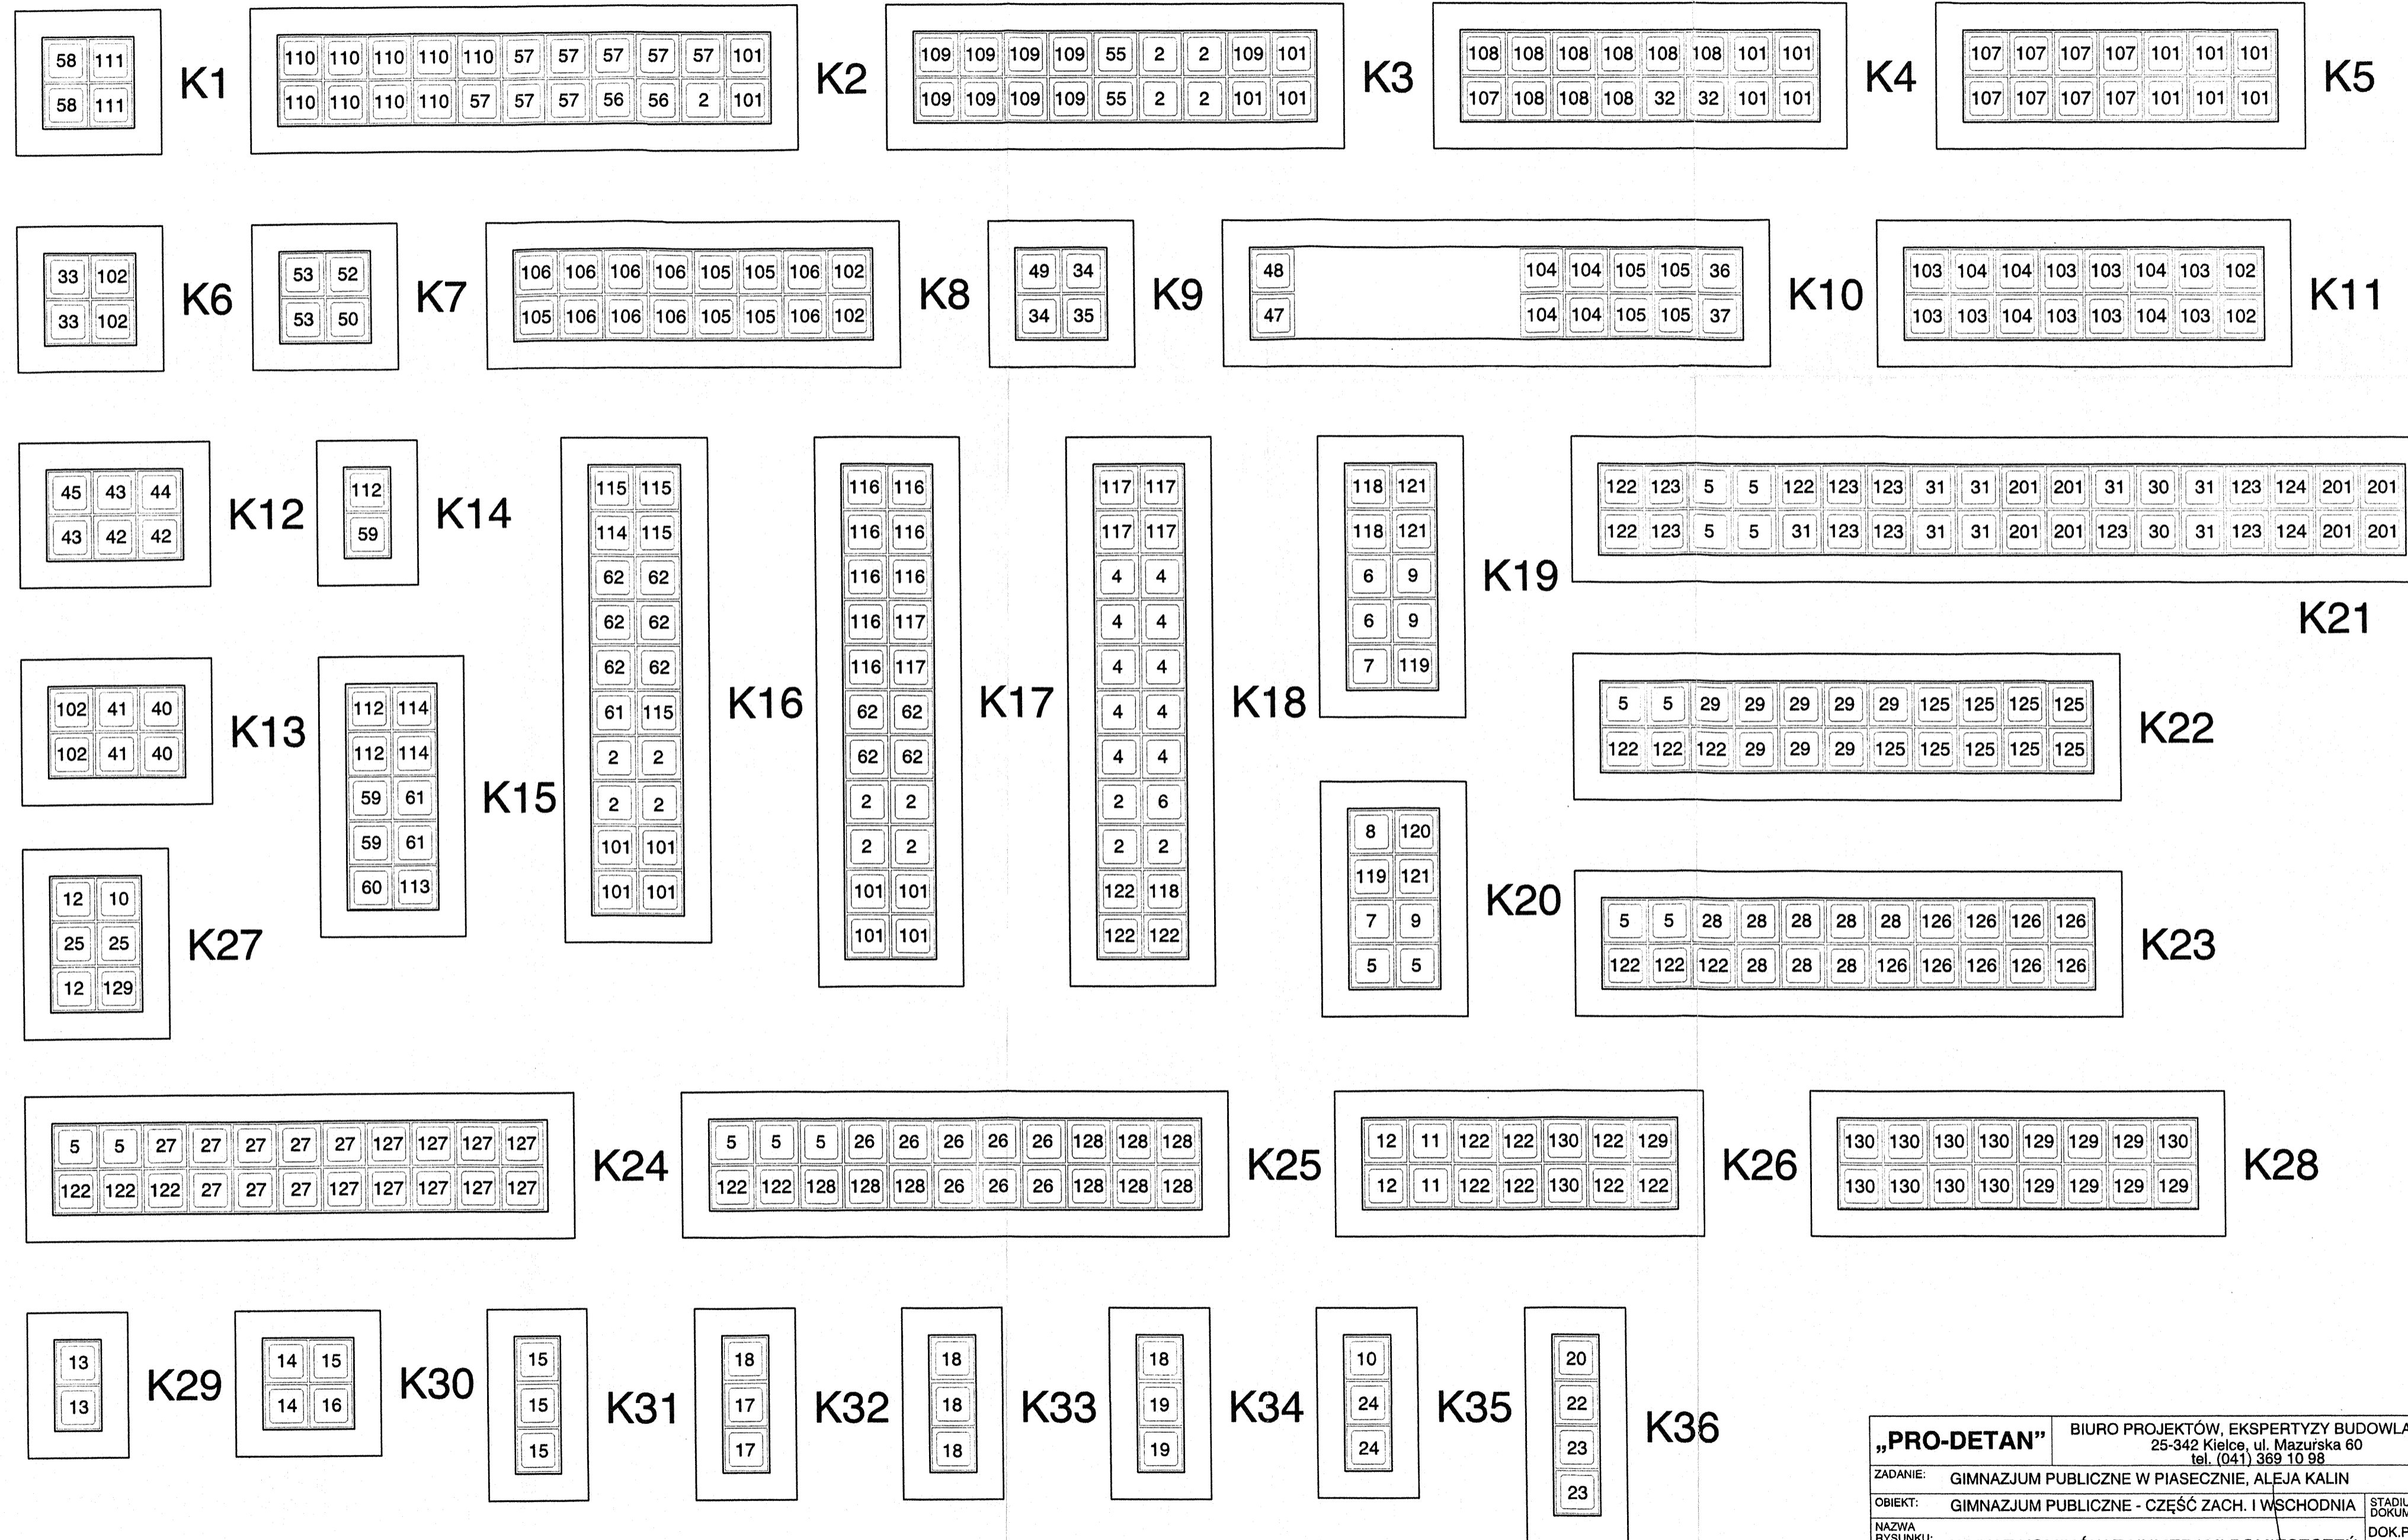 58 111
58 111
K1
110 110 110 110 110 57 57 57 57 57 101
110 110 110 110 57 57 57 56 56 2 101
K2
109 109 109 109 55 2 2 109 101
109 109 109 109 55 2 2 101 101
K3
108 108 108 108 108 108 101 101
107 108 108 108 32 32 101 101
K4
107 107 107 107 101 101 101
107 107 107 107 101 101 101
K5
33 102
33 102
K6
53 52
53 50
K7
106 106 106 106 105 105 106 102
105 106 106 106 105 105 106 102
K8
49 34
34 35
K9
48 104 104 105 105 36
47 104 104 105 105 37
K10
103 104 104 103 103 104 103 102
103 103 104 103 103 104 103 102
K11
45 43 44
43 42 42
K12
112
59
K14
115 115
114 115
62 62
62 62
62 62
61 115
2 2
2 2
101 101
101 101
K16
116 116
116 116
116 116
116 117
116 117
62 62
62 62
2 2
2 2
101 101
101 101
K17
117 117
117 117
4 4
4 4
4 4
4 4
4 4
2 6
2 2
122 118
122 122
K18
118 121
118 121
6 9
6 9
7 119
K19
122 123 5 5 122 123 123 31 31 201 201 31 30 31 123 124 201 201
122 123 5 5 31 123 123 31 31 201 201 123 30 31 123 124 201 201
K21
102 41 40
102 41 40
K13
112 114
112 114
59 61
59 61
60 113
K15
5 5 29 29 29 29 29 125 125 125 125
122 122 122 29 29 29 125 125 125 125 125
K22
8 120
119 121
7 9
5 5
K20
12 10
25 25
12 129
K27
5 5 28 28 28 28 28 126 126 126 126
122 122 122 28 28 28 126 126 126 126 126
K23
5 5 27 27 27 27 27 127 127 127 127
122 122 122 27 27 27 127 127 127 127 127
K24
5 5 5 26 26 26 26 26 128 128 128
122 122 128 128 128 26 26 26 128 128 128
K25
12 11 122 122 130 122 129
12 11 122 122 130 122 122
K26
130 130 130 130 129 129 129 130
130 130 130 130 129 129 129 129
K28
13
13
K29
14 15
14 16
K30
15
15
15
K31
18
17
17
K32
18
18
18
K33
18
19
19
K34
10
24
24
K35
20
22
23
23
K36
„PRO-DETAN”
BIURO PROJEKTÓW, EKSPERTYZY BUDOWLA
25-342 Kielce, ul. Mazurska 60
tel. (041) 369 10 98
ZADANIE: GIMNAZJUM PUBLICZNE W PIASECZNIE, ALEJA KALIN
OBIEKT: GIMNAZJUM PUBLICZNE - CZĘŚĆ ZACH. I WSCHODNIA
NAZWA
RYSUNKU: